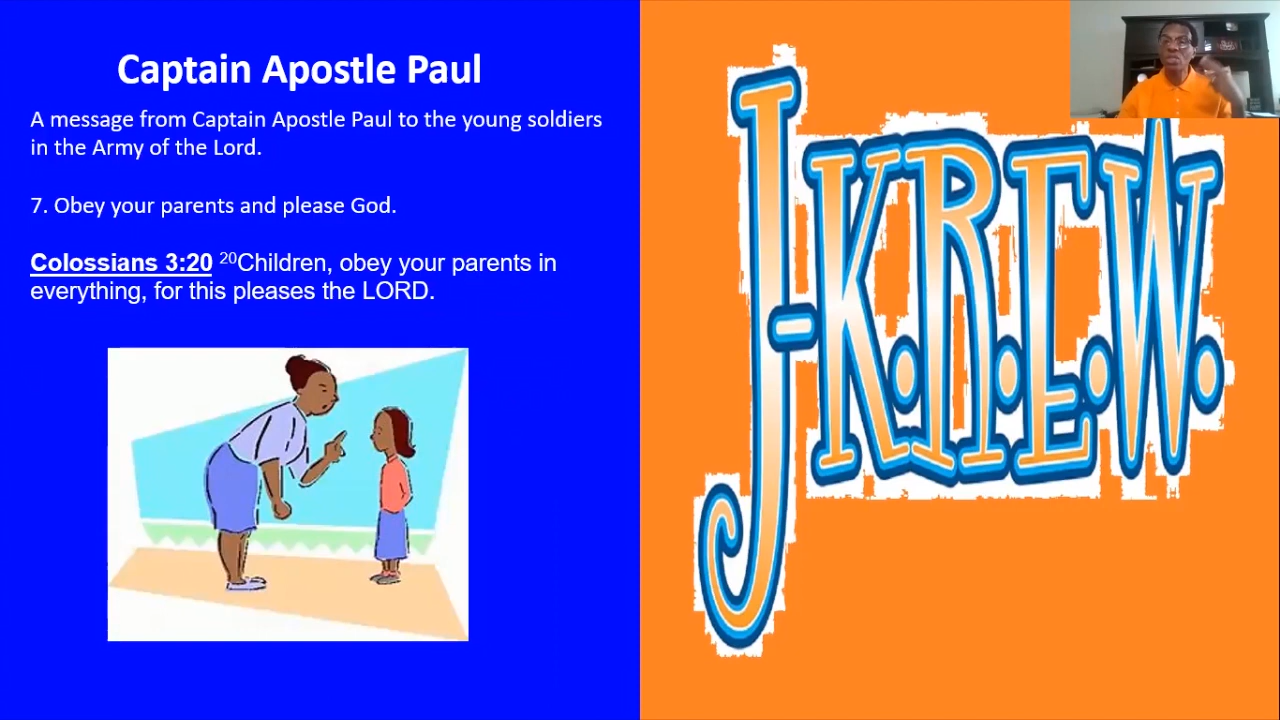 Captain Apostle Paul
A message from Captain Apostle Paul to the young soldiers
in the Army of the Lord.
7. Obey your parents and please God.
Colossians 3:20 20Children, obey your parents in
everything, for this pleases the LORD.
J-K.R.E.W.